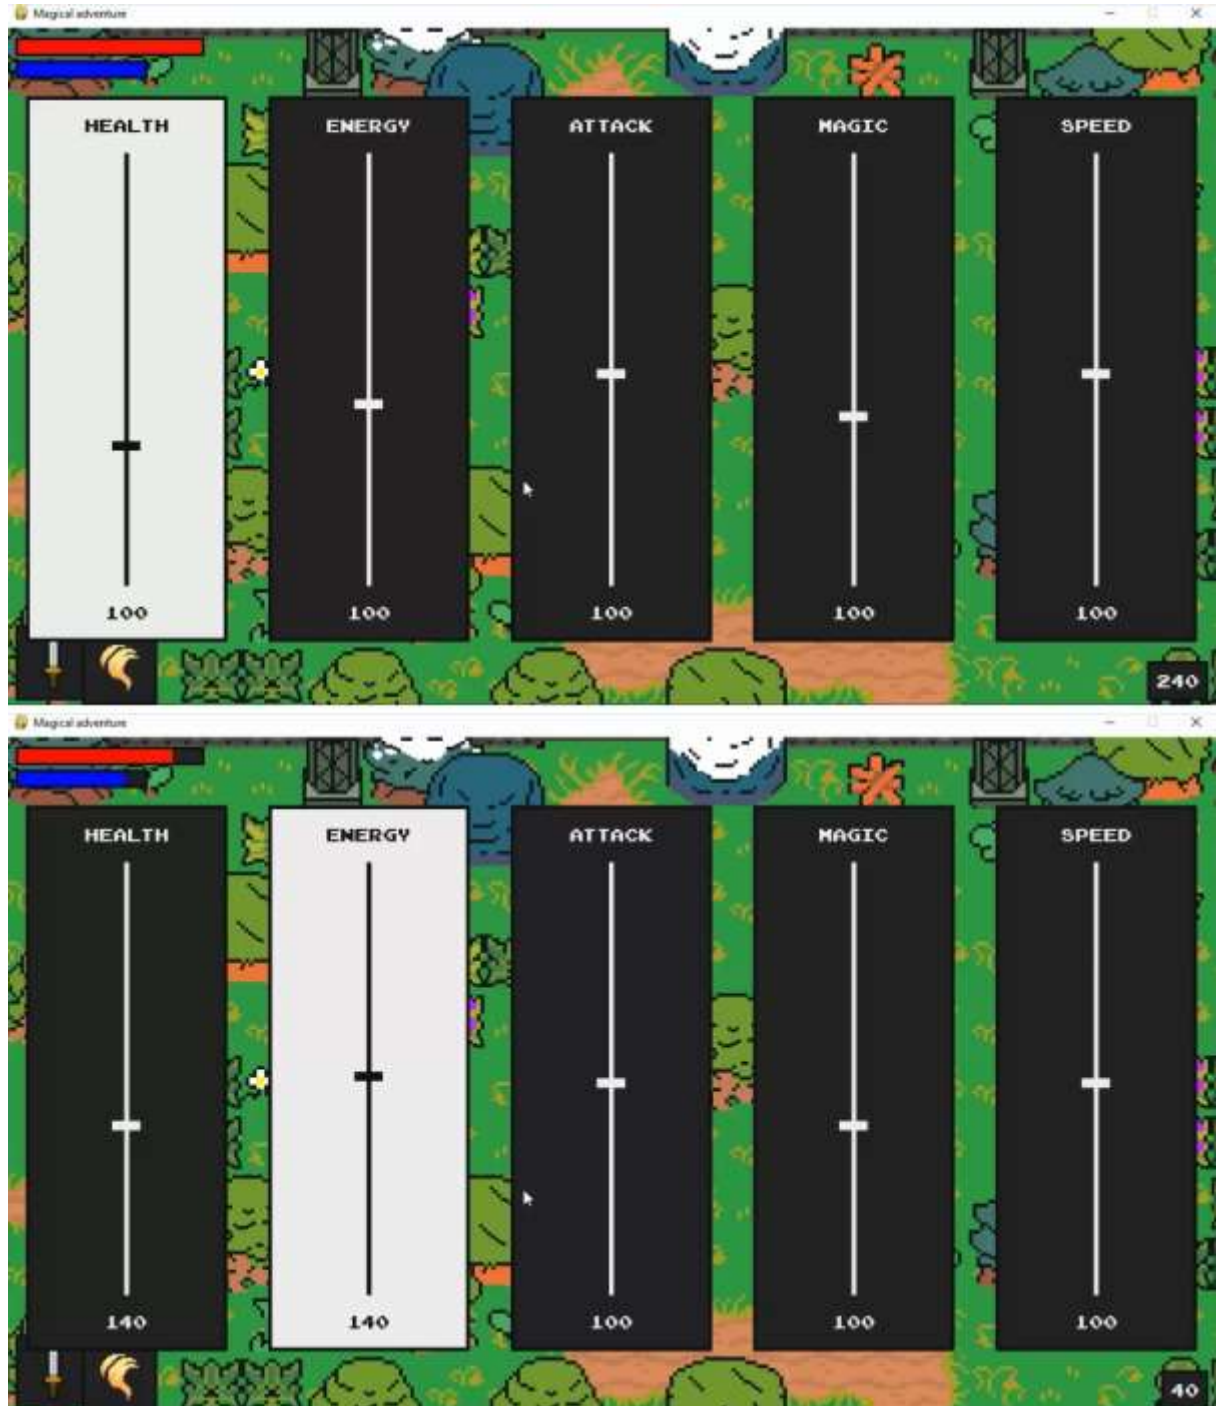 Magical adventure
HEALTH ENERGY ATTACK MAGIC SPEED
100 100 100 100 100
240
Magical adventure
HEALTH ENERGY ATTACK MAGIC SPEED
140 140 100 100 100
40